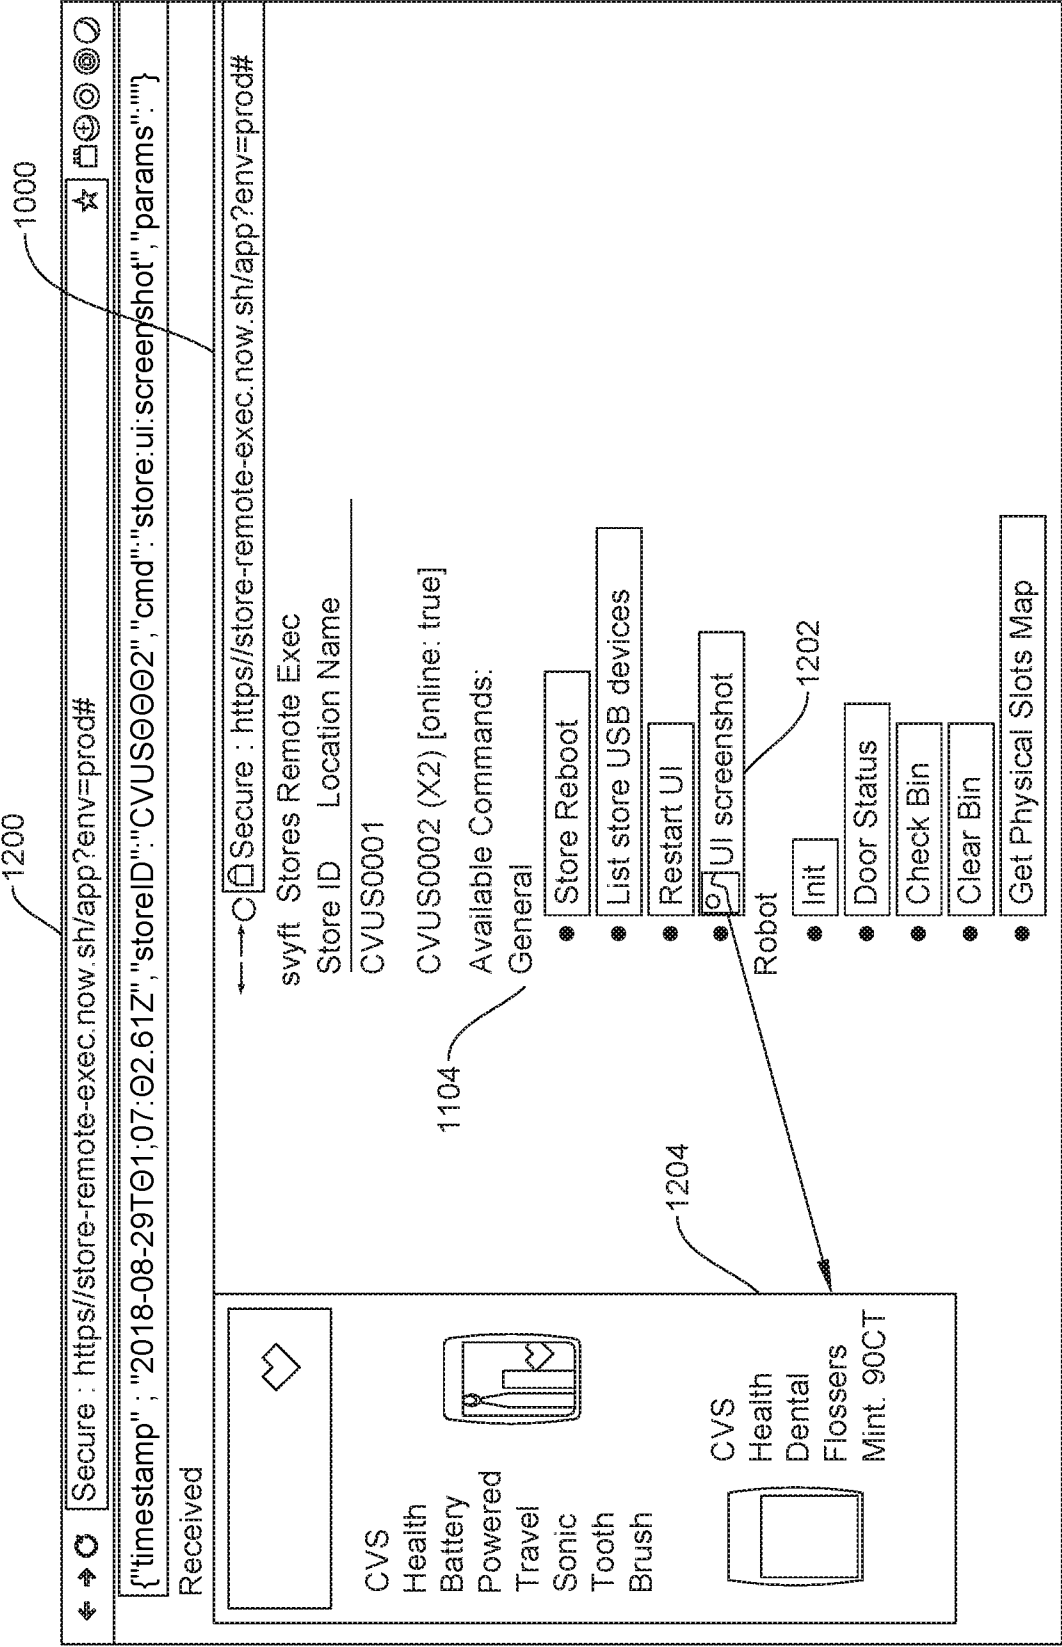 1200
1000
Secure : https//store-remote-exec.now.sh/app?env=prod#
{"timestamp" ; "2018-08-29TΘ1;07:Θ2.61Z","storeID":"CVUSΘΘΘ2","cmd":"store:ui:screenshot","params":""}
Received
Secure : https//store-remote-exec.now.sh/app?env=prod#
svyft Stores Remote Exec
Store ID Location Name
CVUS0001
CVUS0002 (X2) [online: true]
Available Commands:
1104
General
Store Reboot
List store USB devices
Restart UI
UI screenshot
1202
Robot
Init
Door Status
Check Bin
Clear Bin
Get Physical Slots Map
1204
CVS
Health
Battery
Powered
Travel
Sonic
Tooth
Brush
CVS
Health
Dental
Flossers
Mint. 90CT